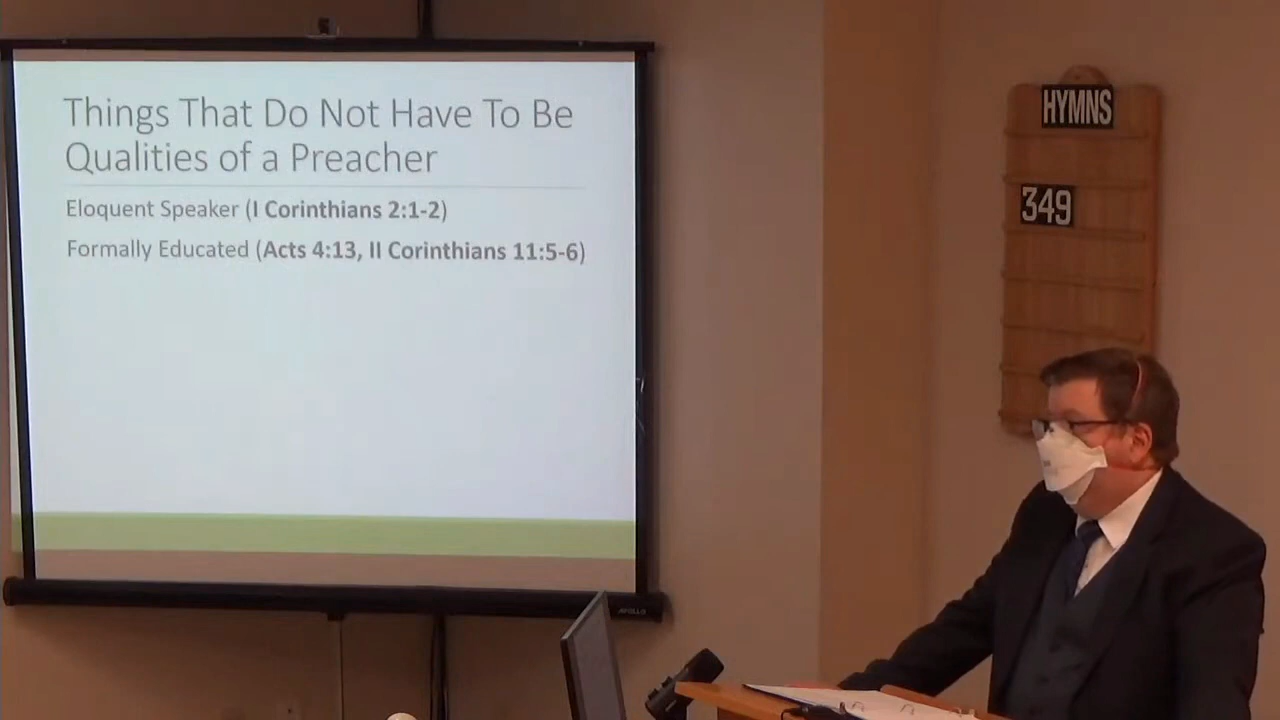 Things That Do Not Have To Be
Qualities of a Preacher
Eloquent Speaker (I Corinthians 2:1-2)
Formally Educated (Acts 4:13, II Corinthians 11:5-6)
HYMNS
349
APOLLO